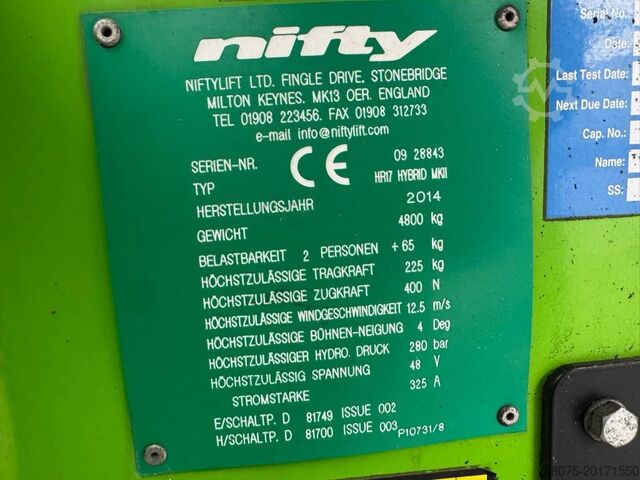 nifty
NIFTYLIFT LTD. FINGLE DRIVE, STONEBRIDGE
MILTON KEYNES. MK13 OER. ENGLAND
TEL 01908 223456. FAX 01908 312733
e-mail info@niftylift.com
SERIEN-NR. CE 09 28843
TYP HR17 HYBRID MKII
HERSTELLUNGSJAHR 2014
GEWICHT 4800 kg
BELASTBARKEIT 2 PERSONEN + 65 kg
HÖCHSTZULÄSSIGE TRAGKRAFT 225 kg
HÖCHSTZULÄSSIGE ZUGKRAFT 400 N
HÖCHSTZULÄSSIGE WINDGESCHWINDIGKEIT 12.5 m/s
HÖCHSTZULÄSSIGE BÜHNEN-NEIGUNG 4 Deg
HÖCHSTZULÄSSIGER HYDRO. DRUCK 280 bar
HÖCHSTZULÄSSIG SPANNUNG 48 V
STROMSTARKE 325 A
E/SCHALTP. D 81749 ISSUE 002
H/SCHALTP. D 81700 ISSUE 003 P10731/8
Serial No.
Date:
Last Test Date:
Next Due Date:
Cap. No.:
Name:
SS:
Machineryline
8075-20171550